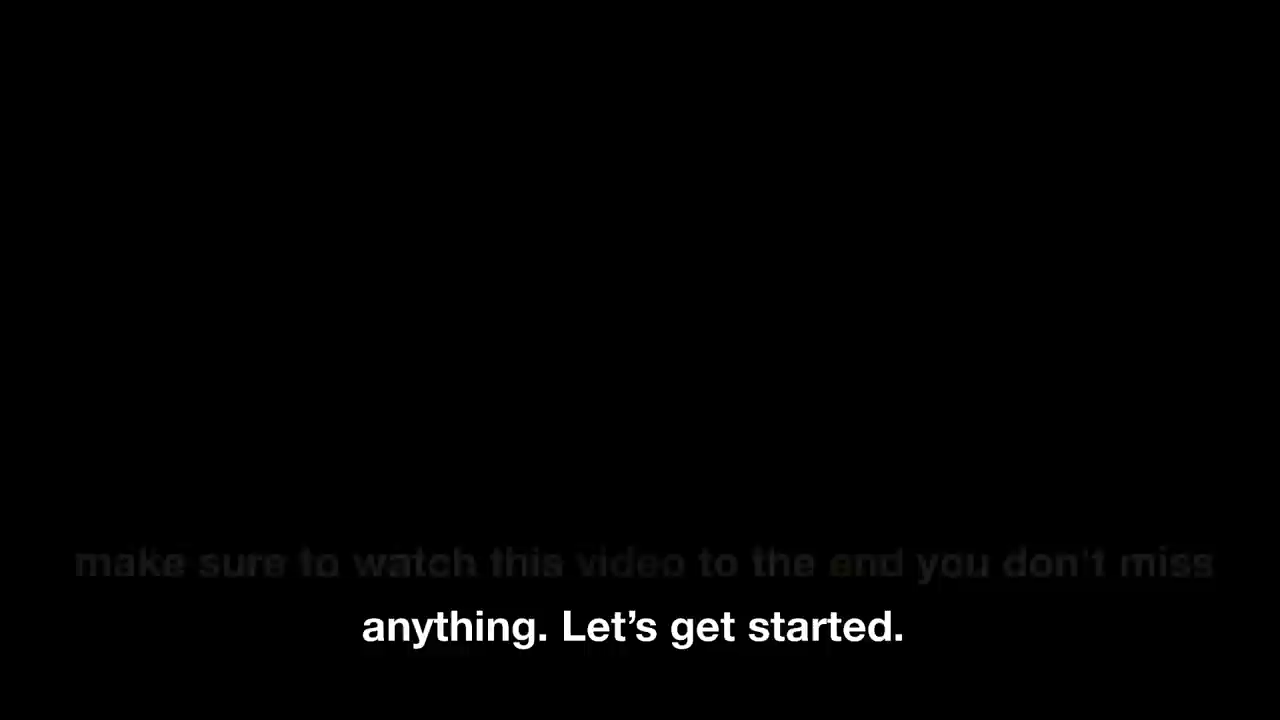 make sure to watch this video to the end you don't miss
anything. Let’s get started.